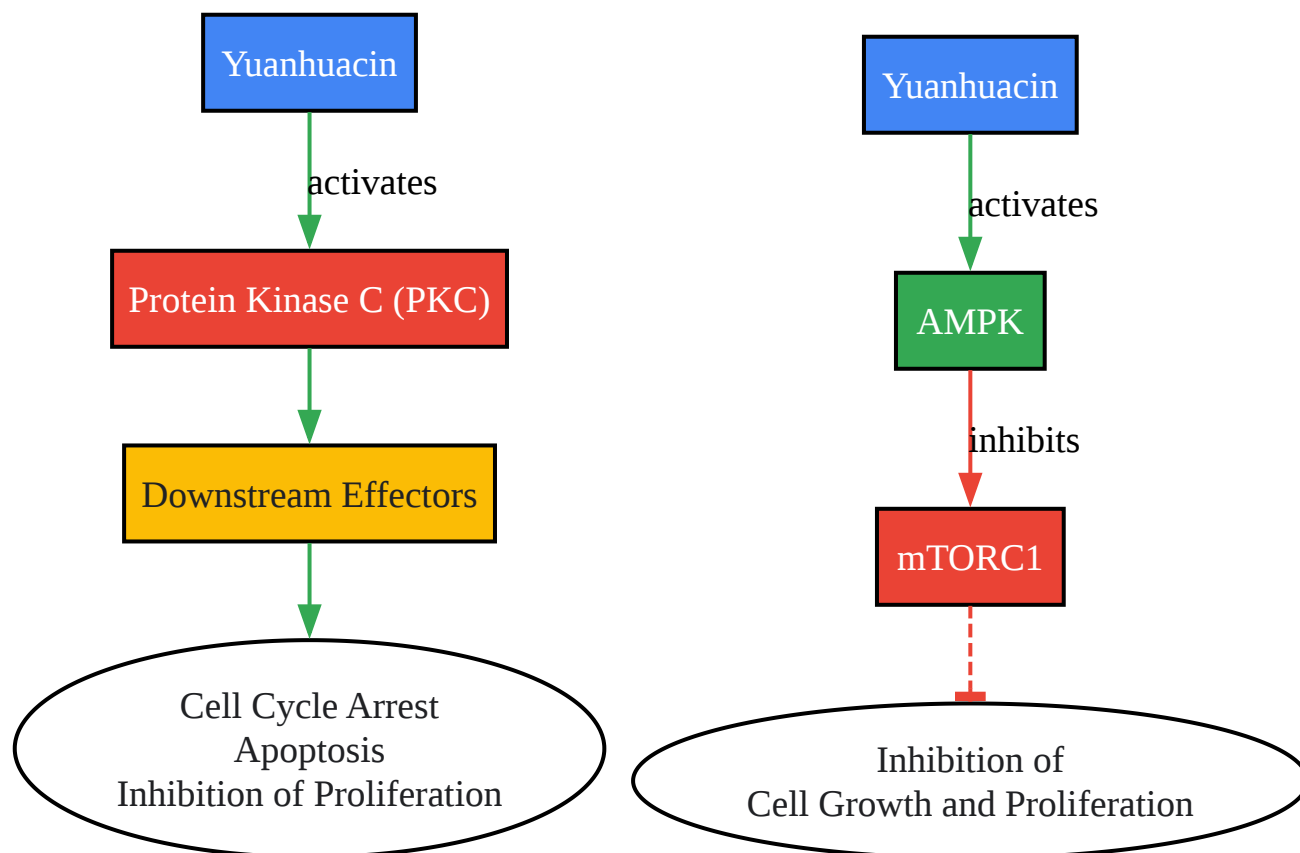 Yuanhuacin
activates
Protein Kinase C (PKC)
Downstream Effectors
Cell Cycle Arrest
Apoptosis
Inhibition of Proliferation
Yuanhuacin
activates
AMPK
inhibits
mTORC1
Inhibition of
Cell Growth and Proliferation